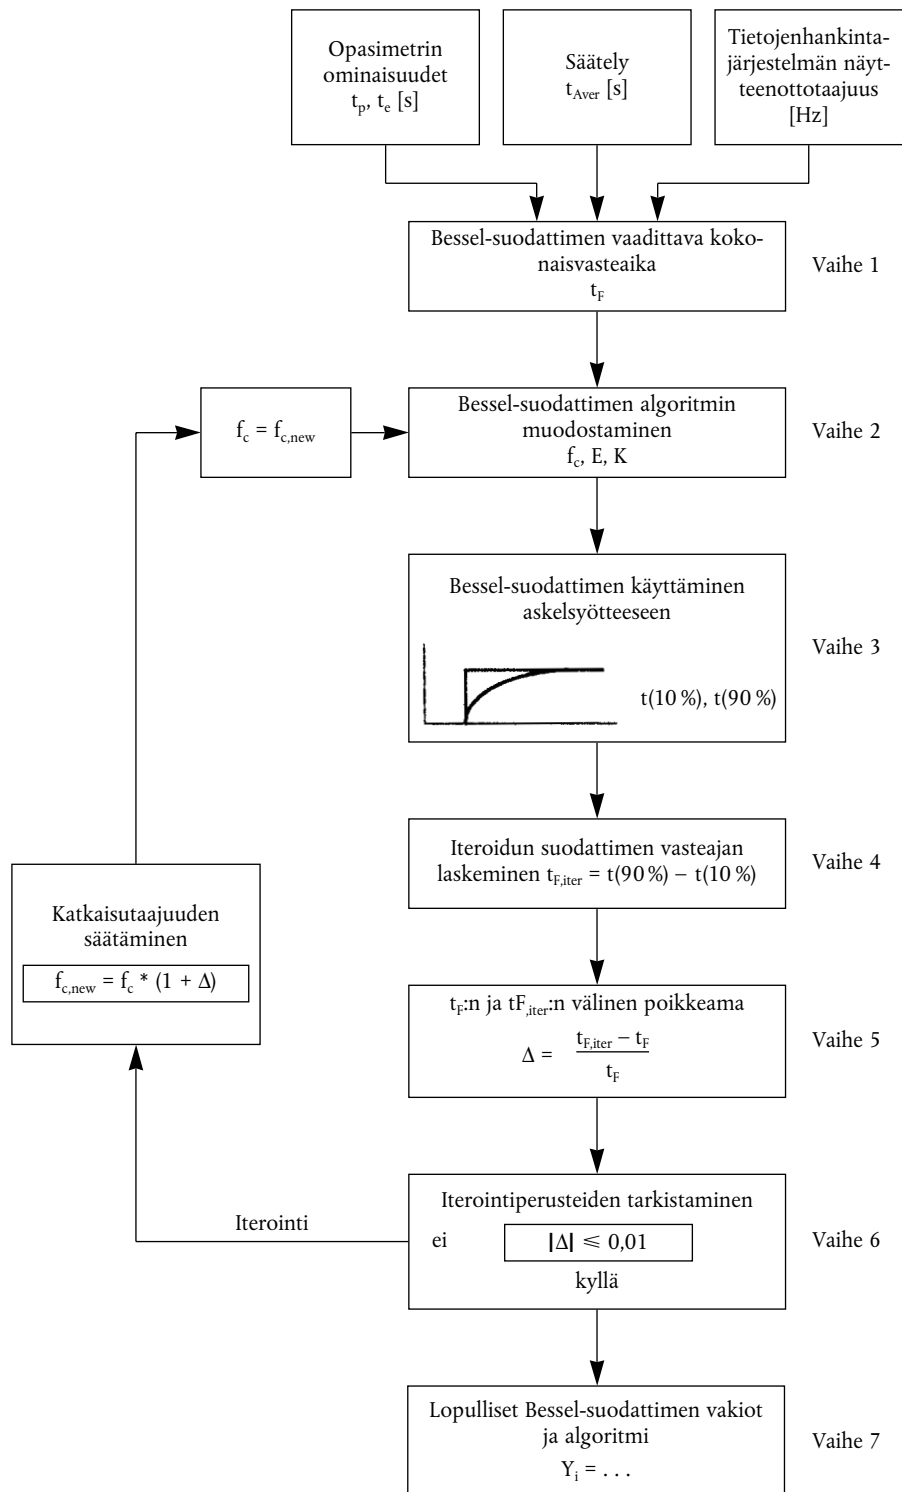 Opasimetrin
ominaisuudet
tp, te [s]
Säätely
tAver [s]
Tietojenhankinta-
järjestelmän näyt-
teenottotaajuus
[Hz]
Bessel-suodattimen vaadittava koko-
naisvasteaika
tF
Vaihe 1
fc = fc,new
Bessel-suodattimen algoritmin
muodostaminen
fc, E, K
Vaihe 2
Bessel-suodattimen käyttäminen
askelsyötteeseen
t(10 %), t(90 %)
Vaihe 3
Iteroidun suodattimen vasteajan
laskeminen tF,iter = t(90 %) – t(10 %)
Vaihe 4
Katkaisutaajuuden
säätäminen
fc,new = fc * (1 + Δ)
tF:n ja tF,iter:n välinen poikkeama
Δ = (tF,iter – tF) / tF
Vaihe 5
Iterointi
Iterointiperusteiden tarkistaminen
ei
|Δ| ≤ 0,01
kyllä
Vaihe 6
Lopulliset Bessel-suodattimen vakiot
ja algoritmi
Yi = . . .
Vaihe 7